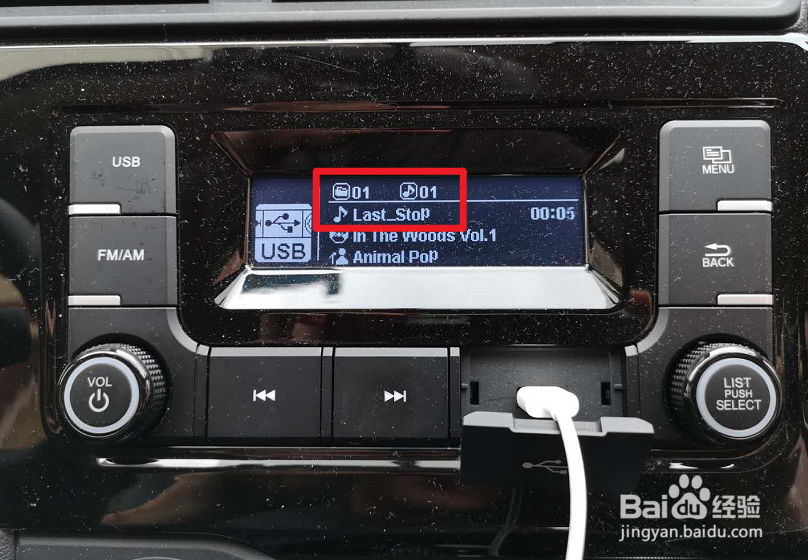 USB
01 01
Last_Stop 00:05
In The Woods Vol.1
Animal Pop
USB
MENU
FM/AM
BACK
VOL
LIST
PUSH
SELECT
Baidu 经验
jingyan.baidu.com